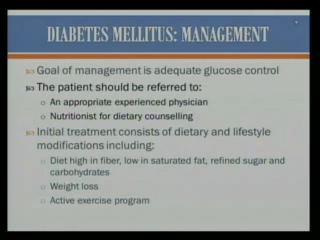 DIABETES MELLITUS: MANAGEMENT
Goal of management is adequate glucose control
The patient should be referred to:
An appropriate experienced physician
Nutritionist for dietary counselling
Initial treatment consists of dietary and lifestyle
modifications including:
Diet high in fiber, low in saturated fat, refined sugar and
carbohydrates
Weight loss
Active exercise program